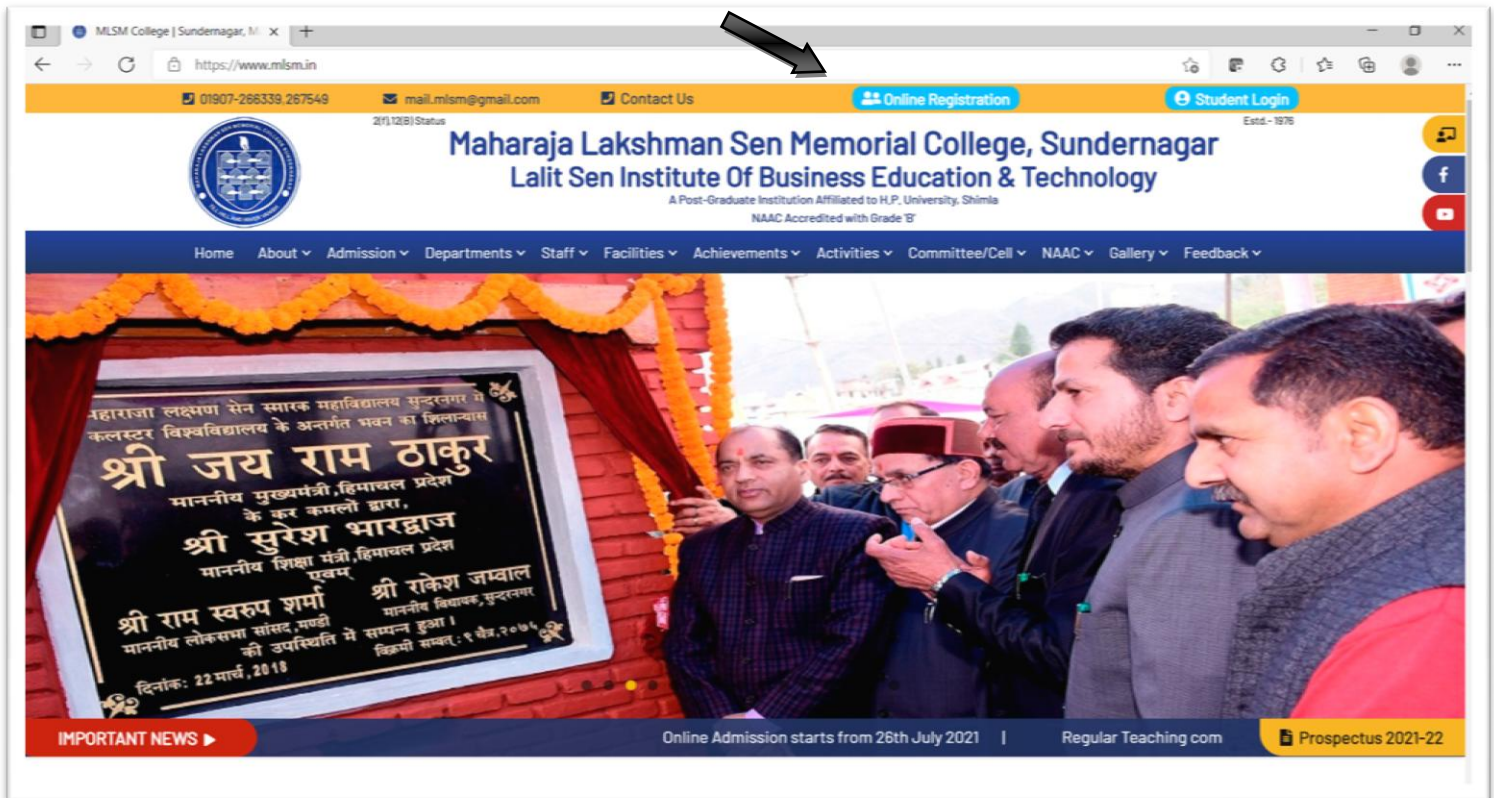 MLSM College | Sundernagar, M
https://www.mlsm.in
01907-266339,267549
mail.mlsm@gmail.com
Contact Us
Online Registration
Student Login
2(f),12(B) Status
Estd.- 1976
Maharaja Lakshman Sen Memorial College, Sundernagar
Lalit Sen Institute Of Business Education & Technology
A Post-Graduate Institution Affiliated to H.P. University, Shimla
NAAC Accredited with Grade 'B'
Home About Admission Departments Staff Facilities Achievements Activities Committee/Cell NAAC Gallery Feedback
महाराजा लक्ष्मण सेन स्मारक महाविद्यालय सुन्दरनगर में
कलस्टर विश्वविद्यालय के अन्तर्गत भवन का शिलान्यास
श्री जय राम ठाकुर
माननीय मुख्यमंत्री,हिमाचल प्रदेश
के कर कमलों द्वारा,
श्री सुरेश भारद्वाज
माननीय शिक्षा मंत्री,हिमाचल प्रदेश
एवम्
श्री राम स्वरुप शर्मा श्री राकेश जम्वाल
माननीय लोकसभा सांसद,मण्डी माननीय विधायक,सुन्दरनगर
की उपस्थिति में सम्पन्न हुआ।
दिनांक: 22 मार्च,2018 विक्रमी सम्वत्: ९ चैत्र,२०७५
IMPORTANT NEWS
Online Admission starts from 26th July 2021 | Regular Teaching com
Prospectus 2021-22